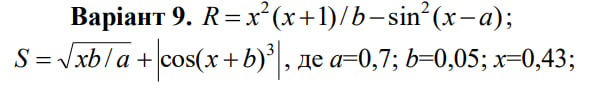 Варіант 9. R = x²(x+1)/b − sin²(x−a);
S = √xb/a + |cos(x+b)³|, де a=0,7; b=0,05; x=0,43;